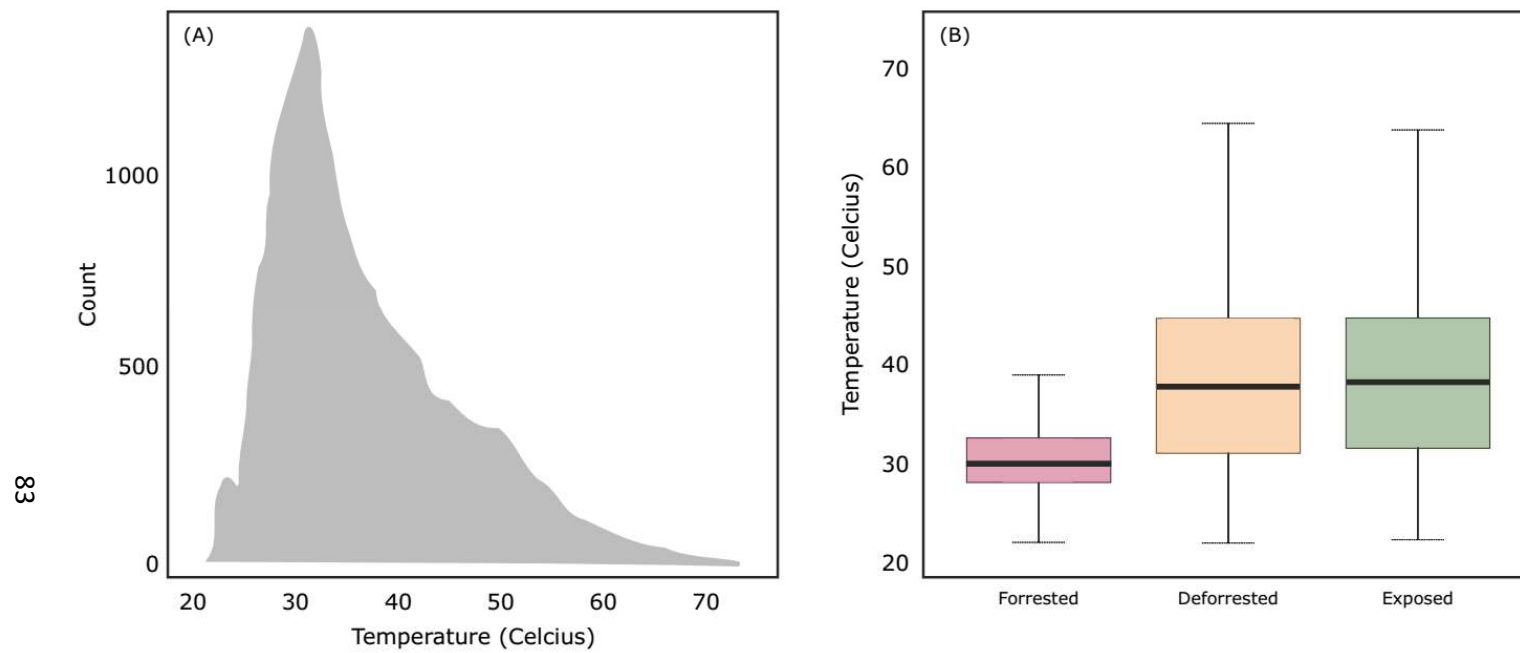 (A)
Count
1000
500
0
20 30 40 50 60 70
Temperature (Celcius)
(B)
Temperature (Celcius)
70
60
50
40
30
20
Forrested Deforrested Exposed
83